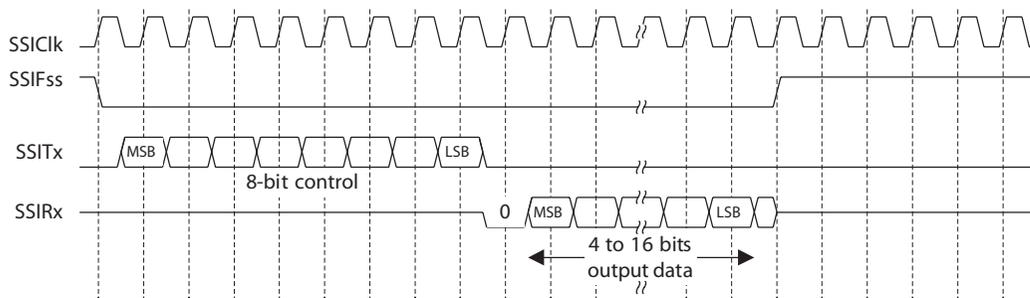 SSIClk
SSIFss
SSITx
MSB
LSB
8-bit control
SSIRx
0
MSB
LSB
4 to 16 bits
output data